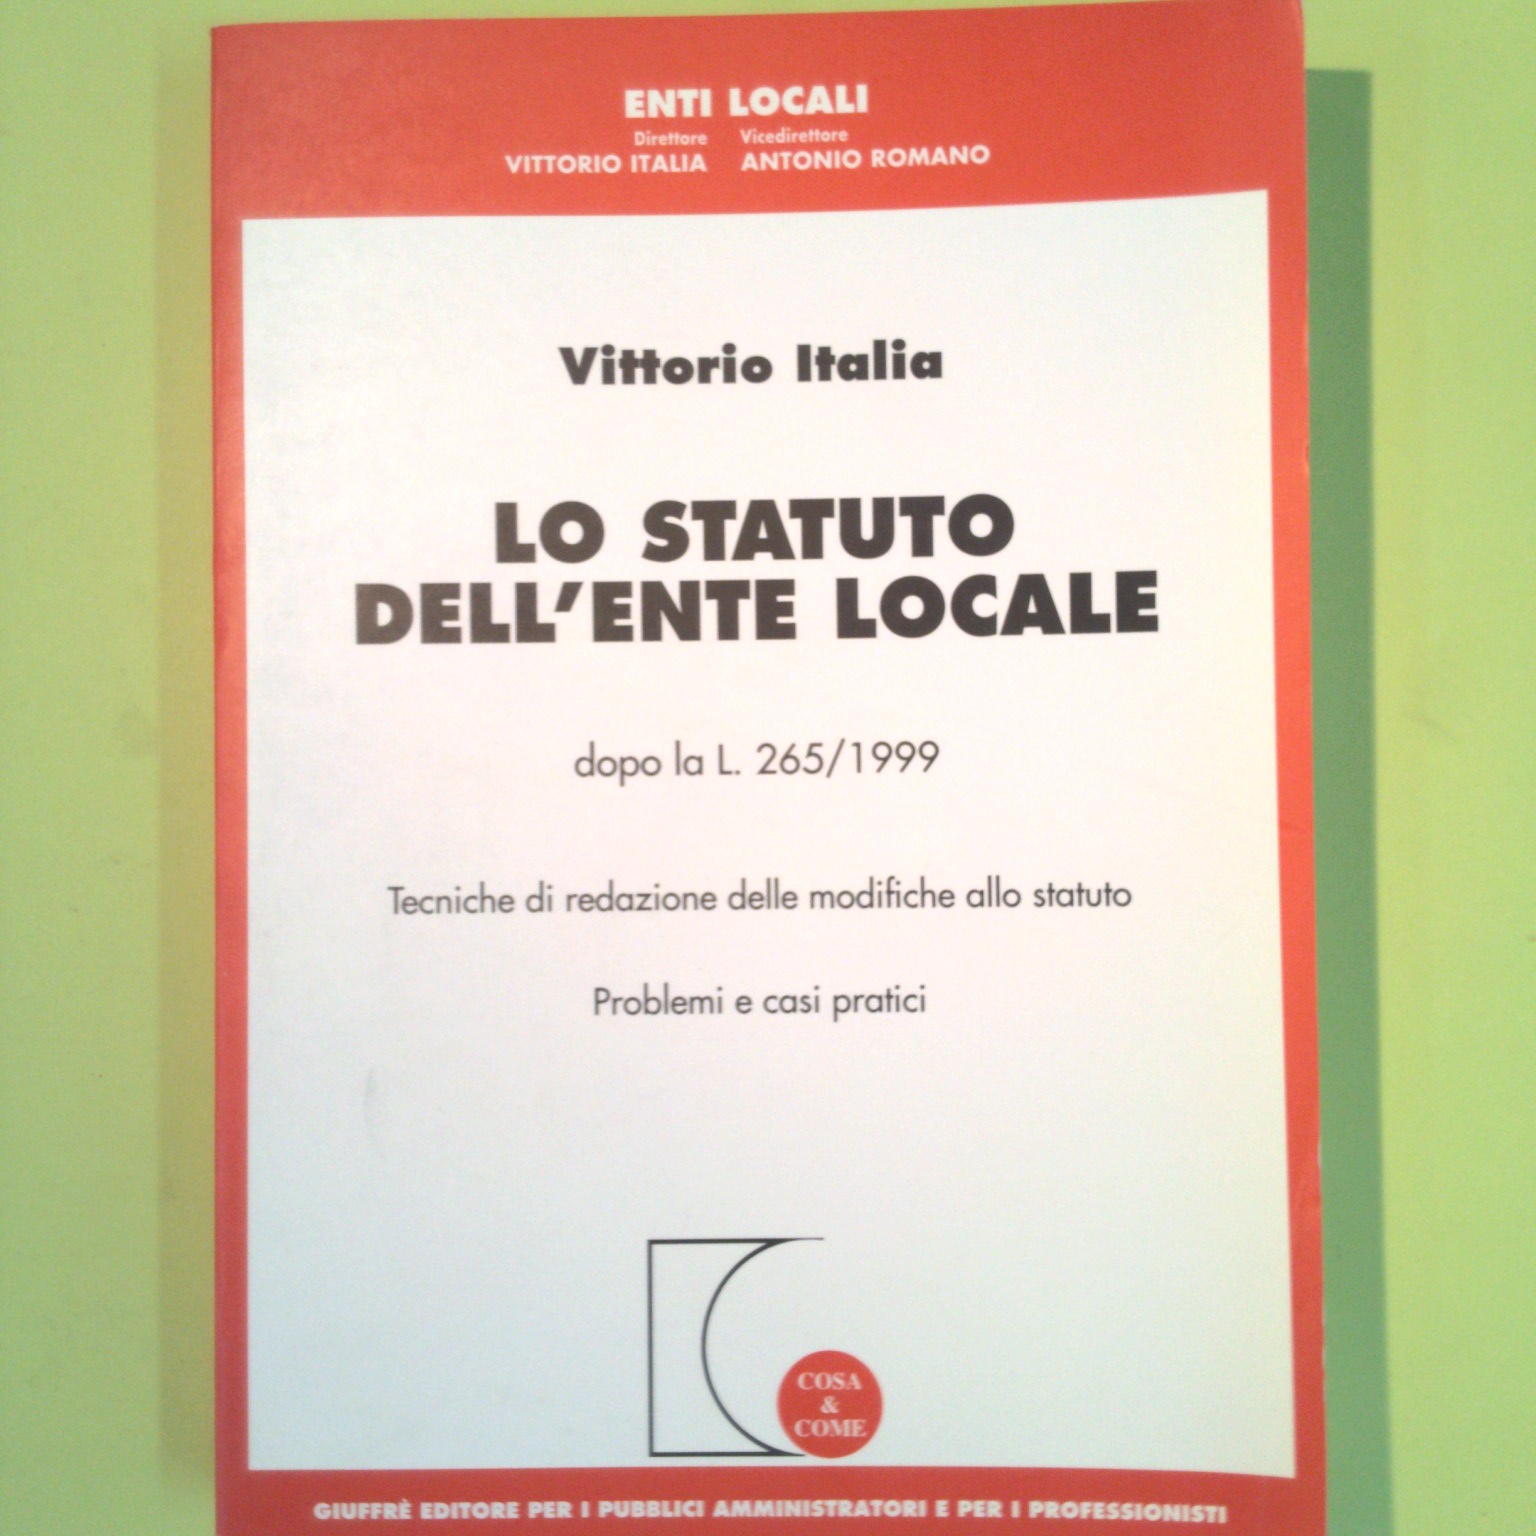 ENTI LOCALI
Direttore Vicedirettore
VITTORIO ITALIA ANTONIO ROMANO
Vittorio Italia
LO STATUTO
DELL'ENTE LOCALE
dopo la L. 265/1999
Tecniche di redazione delle modifiche allo statuto
Problemi e casi pratici
COSA
&
COME
GIUFFRÈ EDITORE PER I PUBBLICI AMMINISTRATORI E PER I PROFESSIONISTI